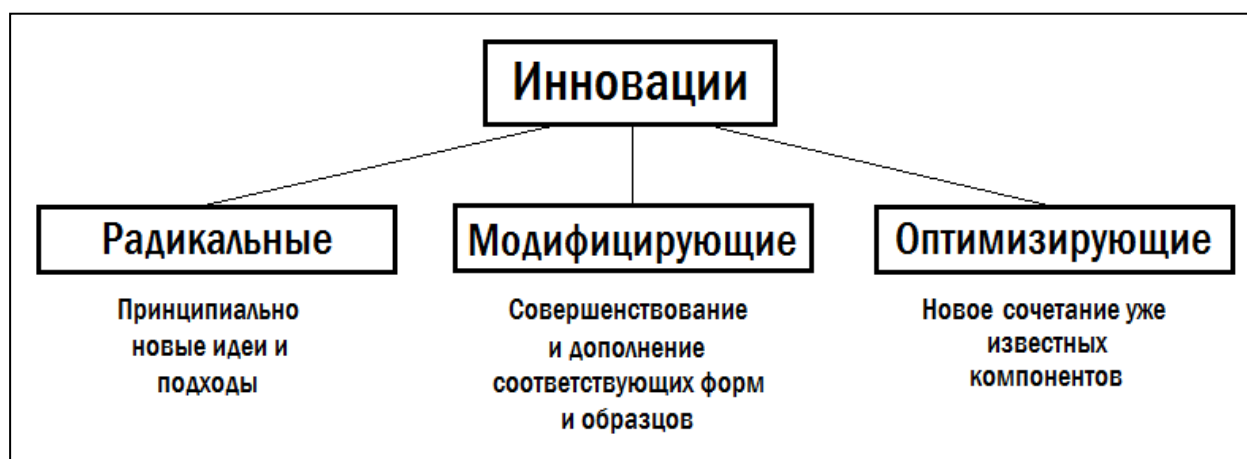 Инновации
Радикальные
Принципиально
новые идеи и
подходы
Модифицирующие
Совершенствование
и дополнение
соответствующих форм
и образцов
Оптимизирующие
Новое сочетание уже
известных
компонентов